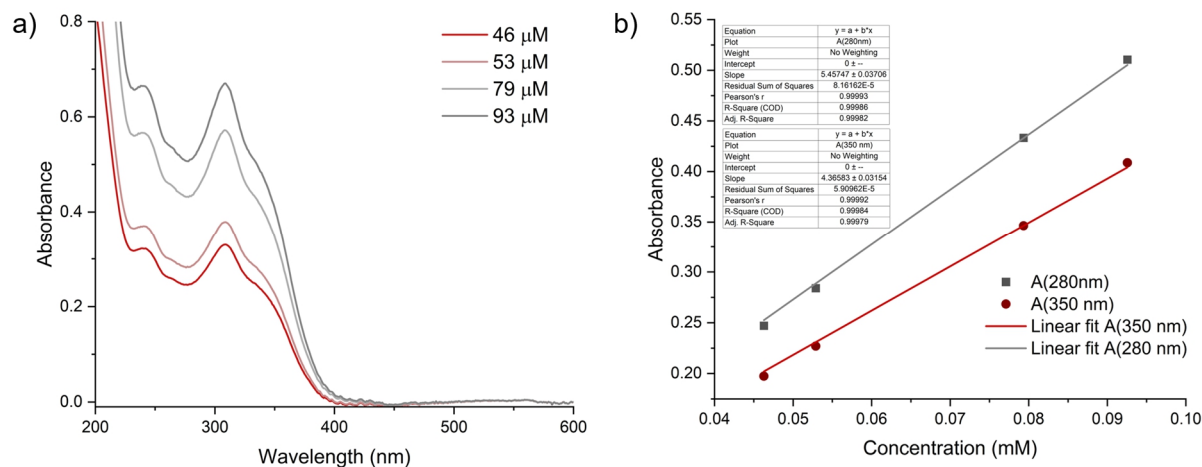 a)
0.8
0.6
0.4
0.2
0.0
200
300
400
500
600
Absorbance
Wavelength (nm)
46 μM
53 μM
79 μM
93 μM
b)
0.55
0.50
0.45
0.40
0.35
0.30
0.25
0.20
0.04
0.05
0.06
0.07
0.08
0.09
0.10
Absorbance
Concentration (mM)
Equation y = a + b*x
Plot A(280nm)
Weight No Weighting
Intercept 0 ± --
Slope 5.45747 ± 0.03706
Residual Sum of Squares 8.16162E-5
Pearson's r 0.99993
R-Square (COD) 0.99986
Adj. R-Square 0.99982
Equation y = a + b*x
Plot A(350 nm)
Weight No Weighting
Intercept 0 ± --
Slope 4.36583 ± 0.03154
Residual Sum of Squares 5.90962E-5
Pearson's r 0.99992
R-Square (COD) 0.99984
Adj. R-Square 0.99979
A(280nm)
A(350 nm)
Linear fit A(350 nm)
Linear fit A(280 nm)